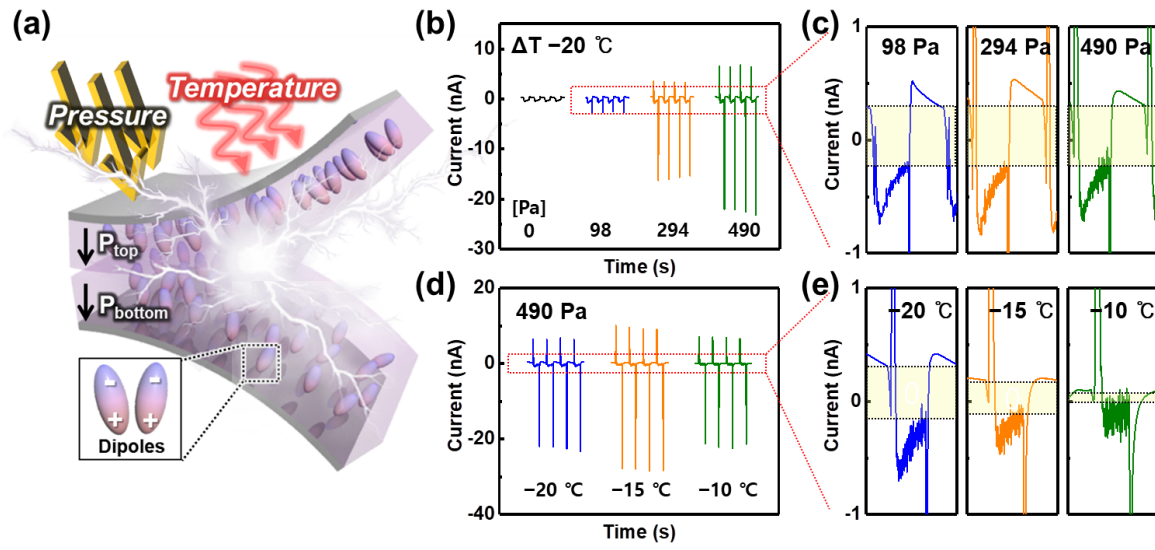 (a)
Pressure
Temperature
P_top
P_bottom
- -
+ +
Dipoles
(b)
ΔT −20 ℃
Current (nA)
10
0
-10
-20
-30
[Pa]
0 98 294 490
Time (s)
(c)
98 Pa 294 Pa 490 Pa
Current (nA)
1
0
-1
(d)
490 Pa
Current (nA)
20
0
-20
-40
−20 ℃ −15 ℃ −10 ℃
Time (s)
(e)
−20 ℃ −15 ℃ −10 ℃
Current (nA)
1
0
-1